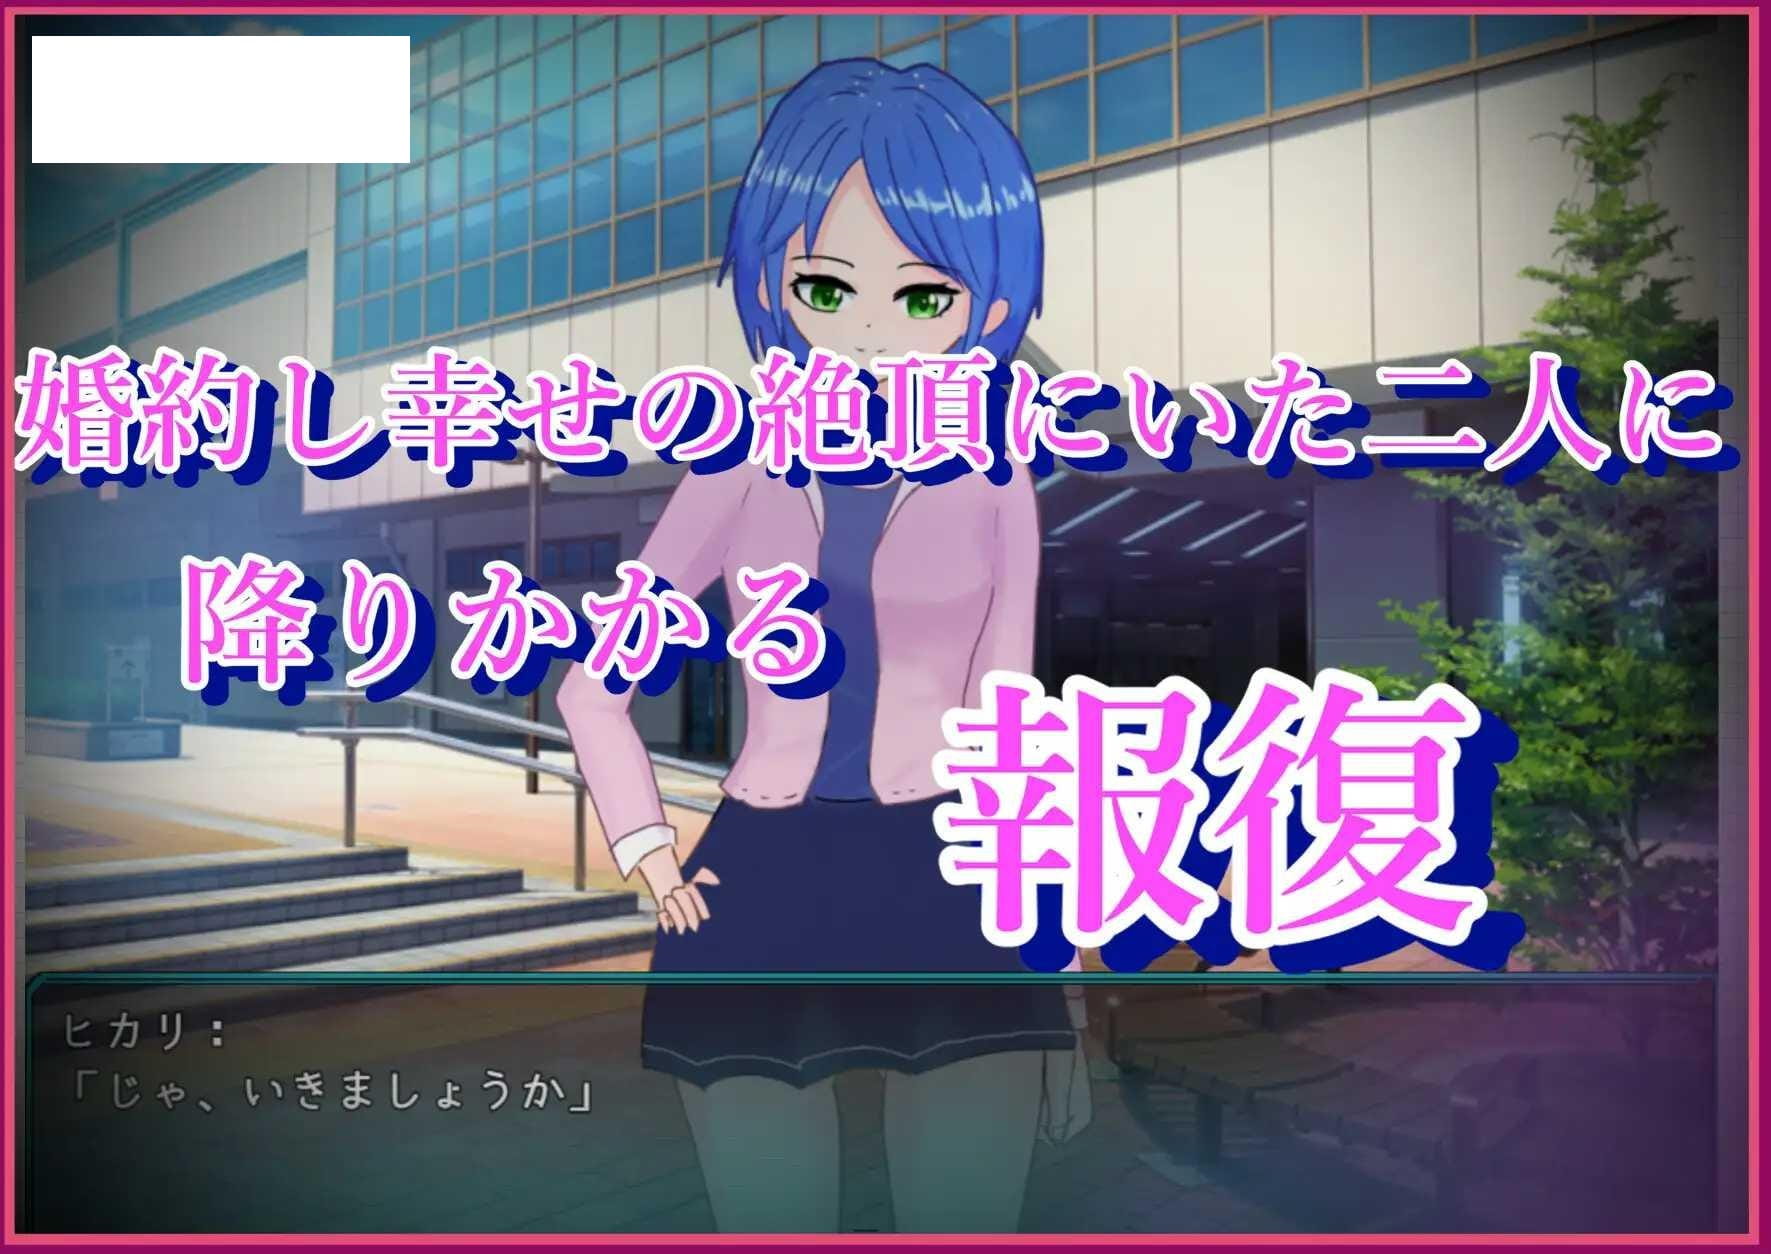 婚約し幸せの絶頂にいた二人に
降りかかる
報復
ヒカリ：
「じゃ、いきましょうか」